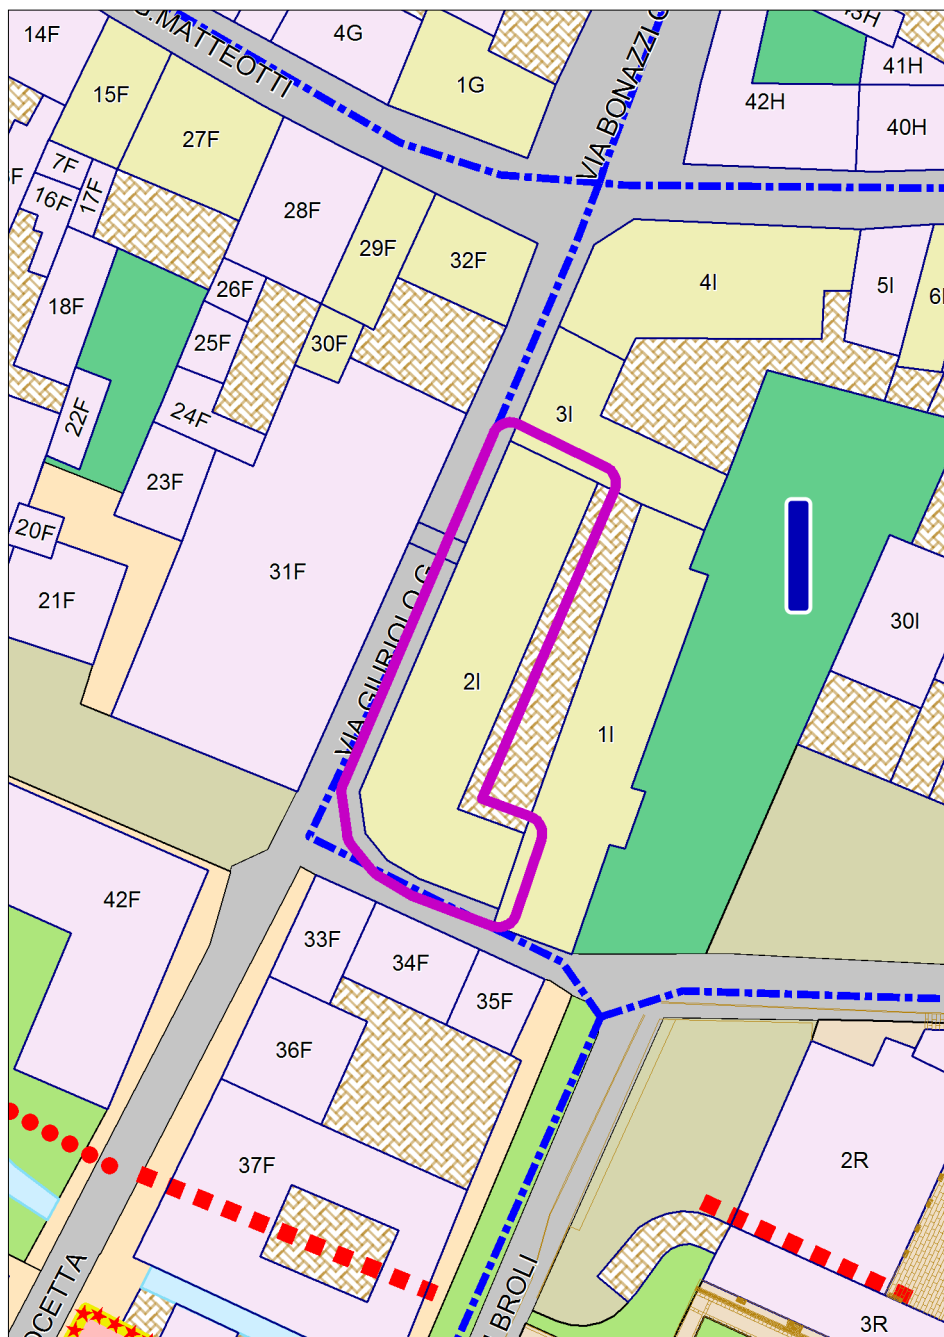 14F
4G
43H
41H
15F
1G
42H
40H
G.MATTEOTTI
VIA BONAZZI G
27F
7F
16F
17F
28F
29F
32F
4I
5I
26F
18F
25F
30F
22F
24F
3I
23F
20F
31F
21F
VIA GIURIOLO G
30I
2I
1I
42F
33F
34F
35F
36F
37F
2R
BROLI
OCETTA
3R